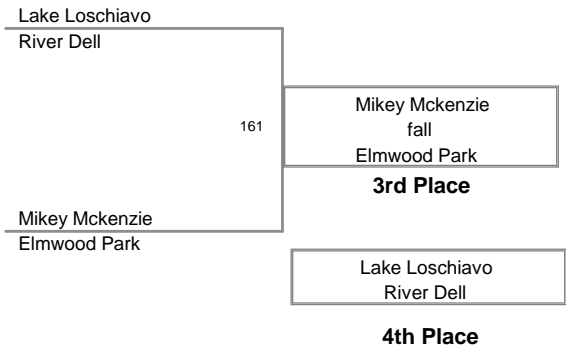 Lake Loschiavo
River Dell
161
Mikey Mckenzie
fall
Elmwood Park
3rd Place
Mikey Mckenzie
Elmwood Park
Lake Loschiavo
River Dell
4th Place